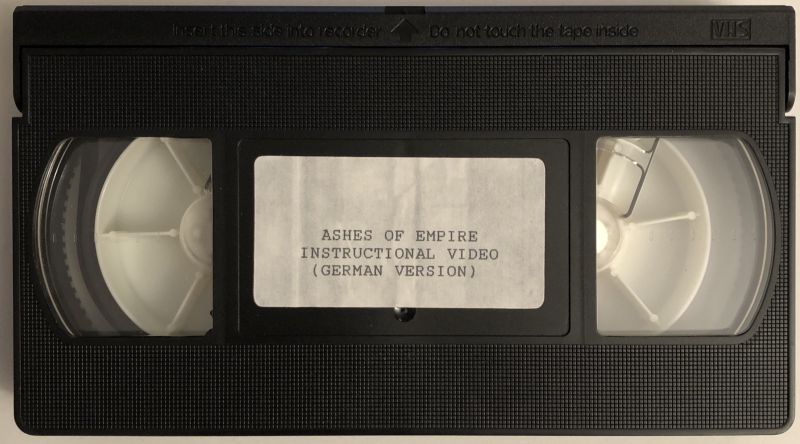 Insert this side into recorder Do not touch the tape inside VHS
ASHES OF EMPIRE
INSTRUCTIONAL VIDEO
(GERMAN VERSION)